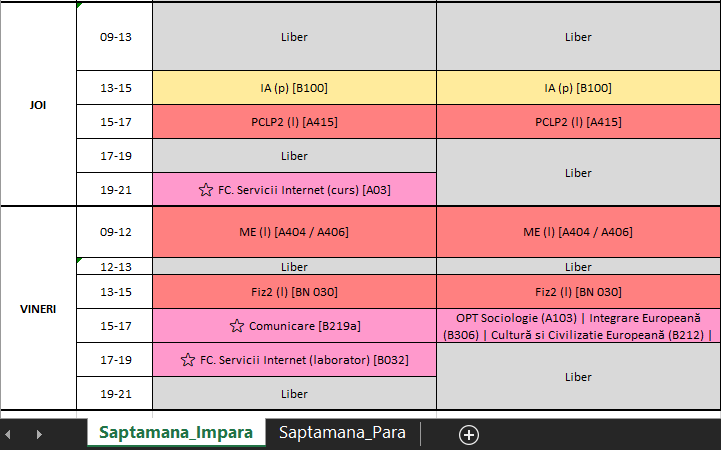 JOI
09-13
Liber
Liber
13-15
IA (p) [B100]
IA (p) [B100]
15-17
PCLP2 (l) [A415]
PCLP2 (l) [A415]
17-19
Liber
Liber
19-21
☆ FC. Servicii Internet (curs) [A03]
VINERI
09-12
ME (l) [A404 / A406]
ME (l) [A404 / A406]
12-13
Liber
Liber
13-15
Fiz2 (l) [BN 030]
Fiz2 (l) [BN 030]
15-17
☆ Comunicare [B219a]
OPT Sociologie (A103) | Integrare Europeană
(B306) | Cultură si Civilizatie Europeană (B212) |
17-19
☆ FC. Servicii Internet (laborator) [B032]
Liber
19-21
Liber
Saptamana_Impara
Saptamana_Para